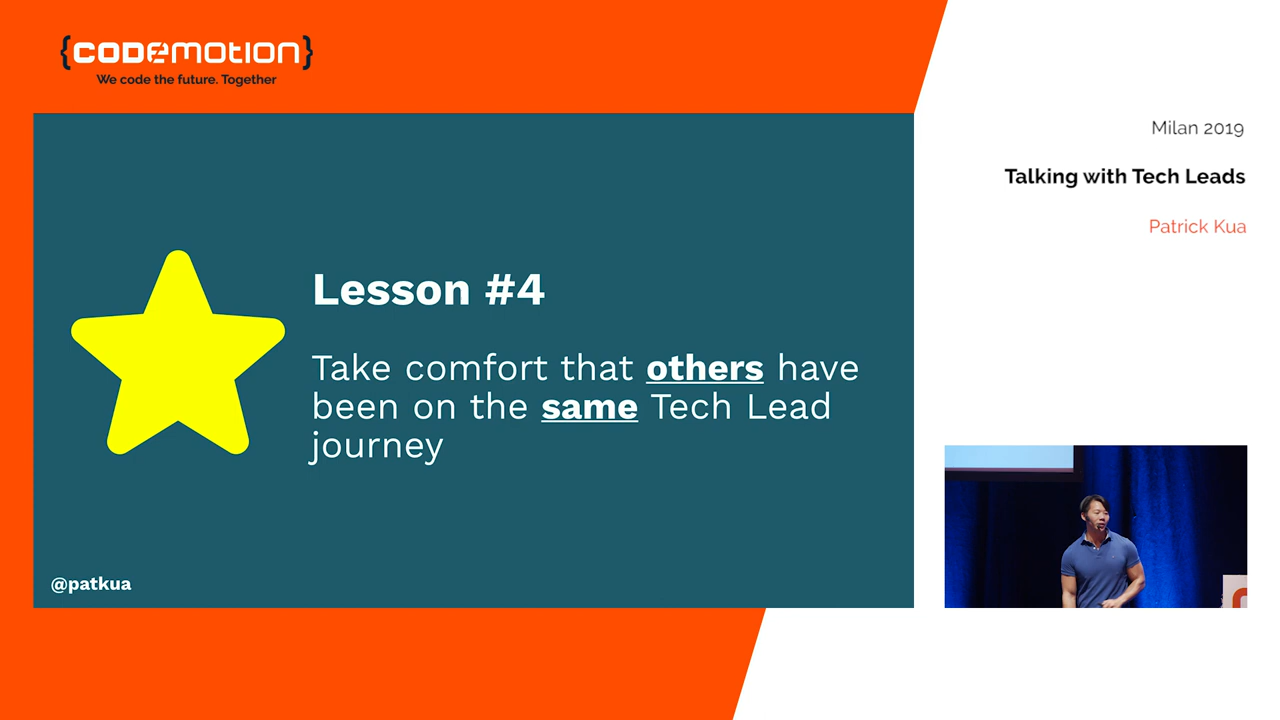 {CODEMOTION}
We code the future. Together
Milan 2019
Talking with Tech Leads
Patrick Kua
Lesson #4
Take comfort that others have
been on the same Tech Lead
journey
@patkua